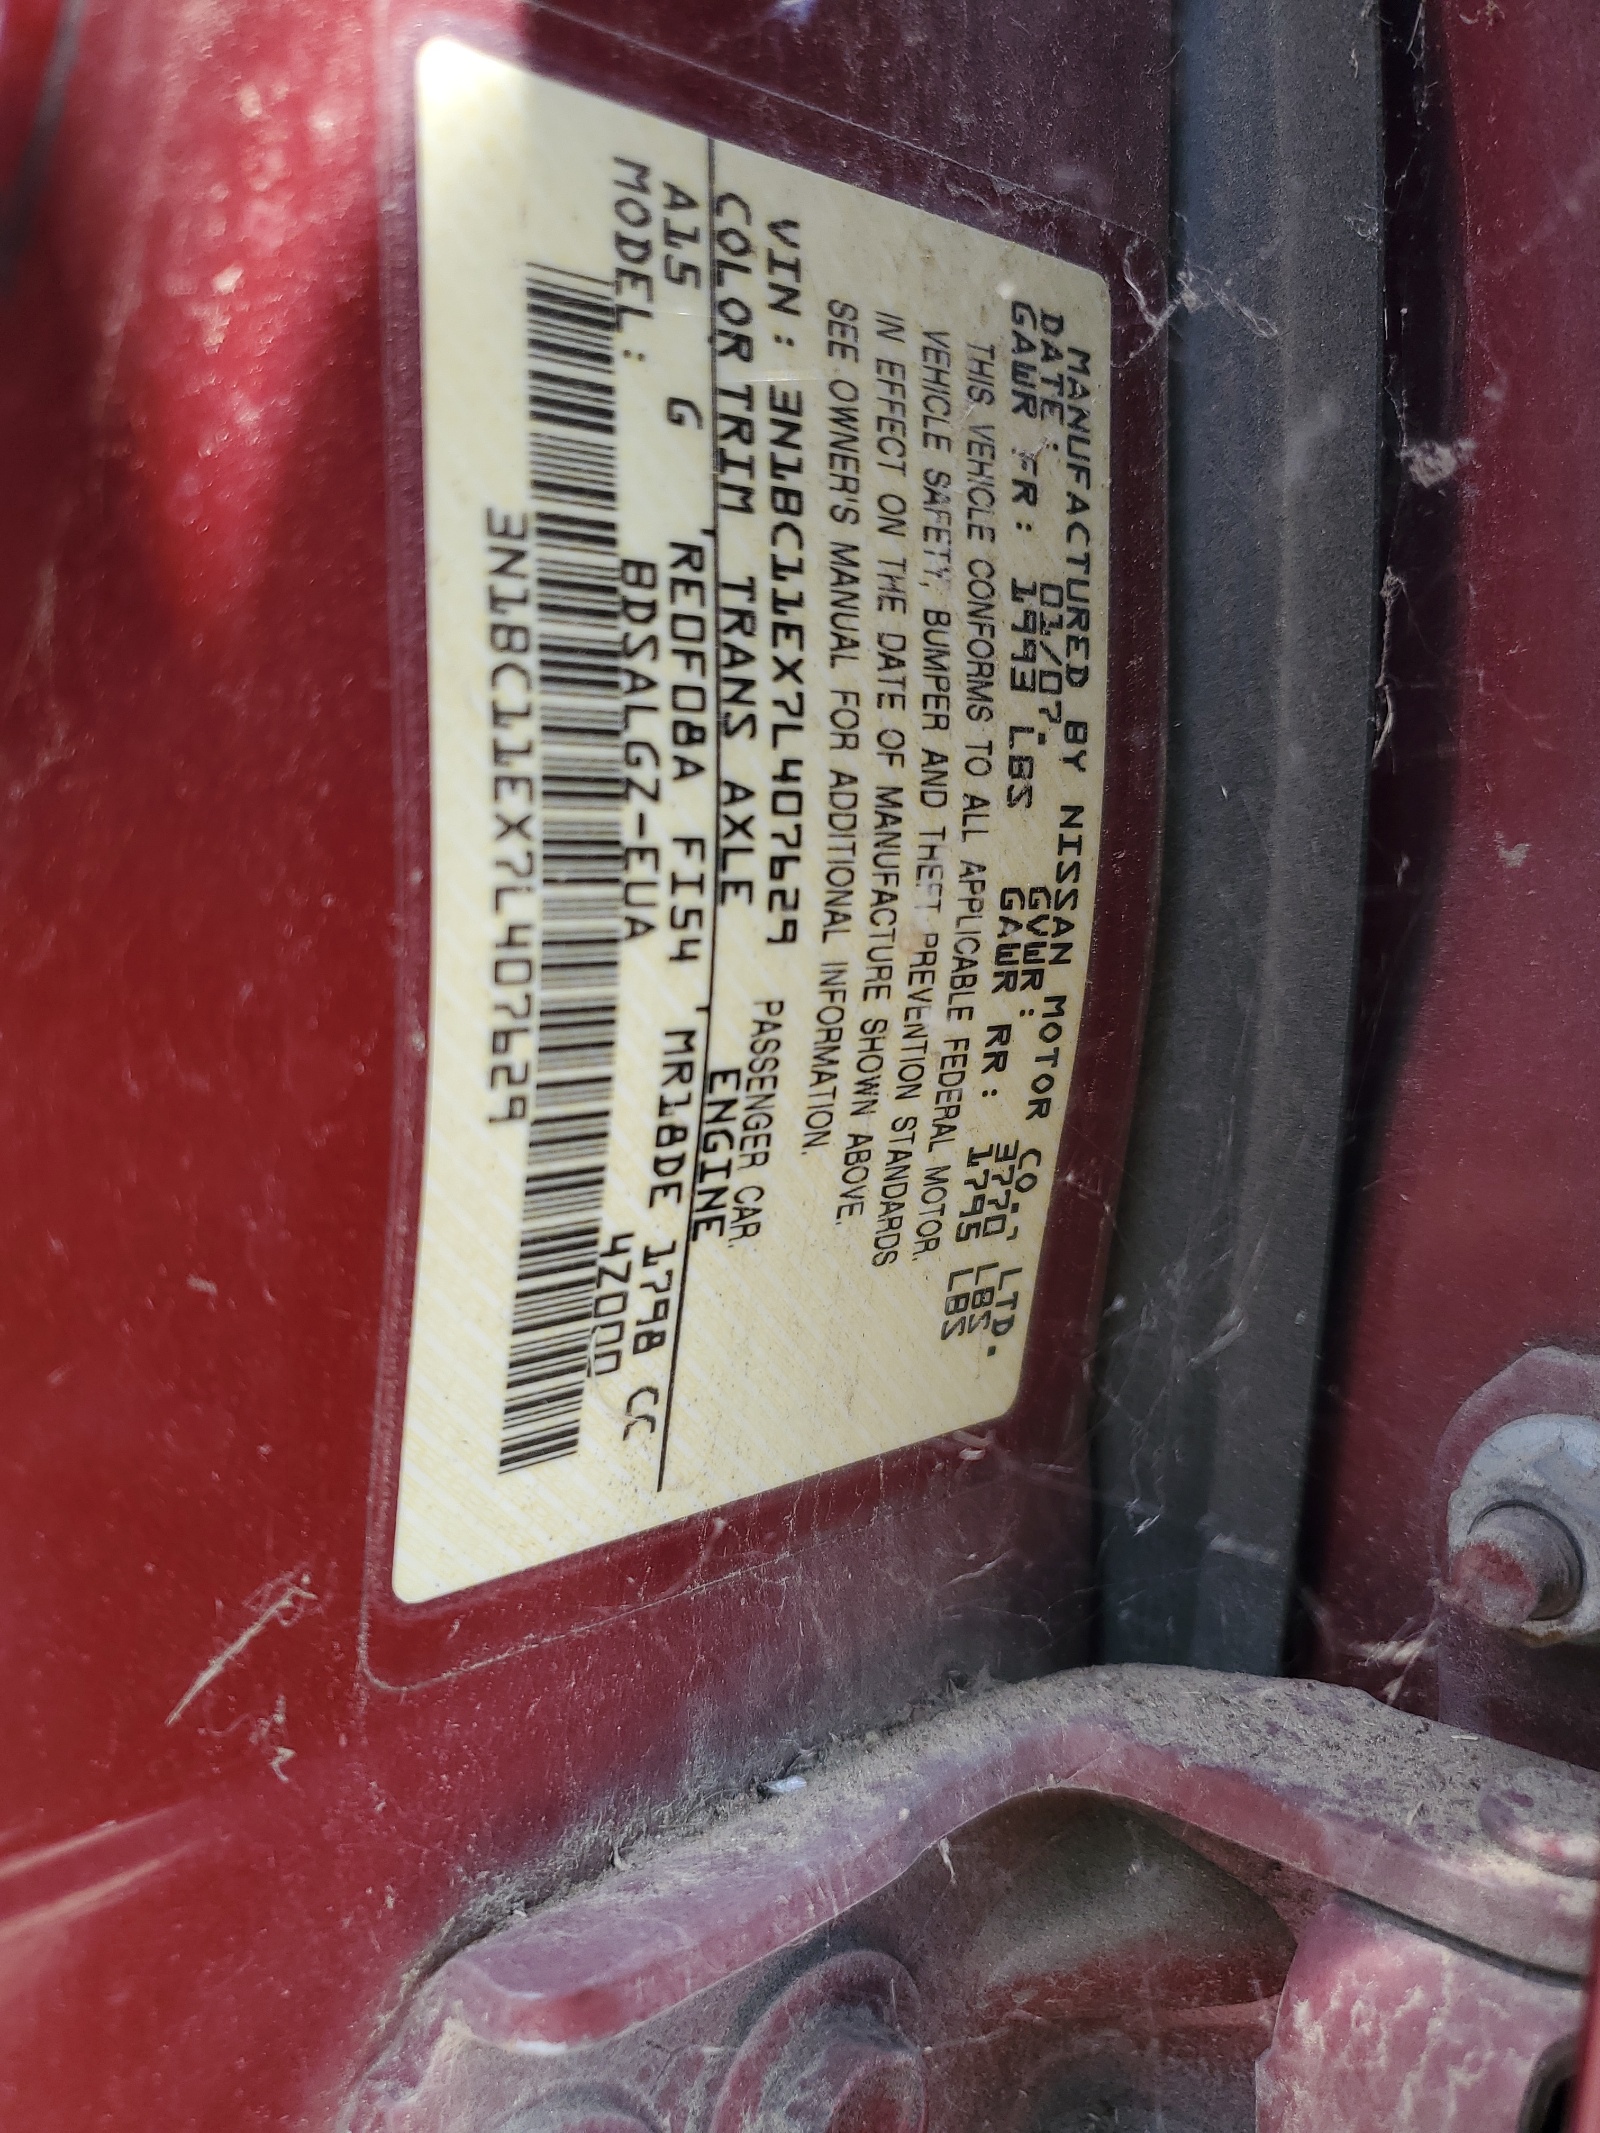 MANUFACTURED BY NISSAN MOTOR CO., LTD.
DATE: 01/07 GVWR: 3770 LBS
GAWR FR: 1993 LBS GAWR RR: 1795 LBS
THIS VEHICLE CONFORMS TO ALL APPLICABLE FEDERAL MOTOR
VEHICLE SAFETY, BUMPER AND THEFT PREVENTION STANDARDS
IN EFFECT ON THE DATE OF MANUFACTURE SHOWN ABOVE.
SEE OWNER'S MANUAL FOR ADDITIONAL INFORMATION.
VIN: 3N1BC11EX7L407629 PASSENGER CAR.
COLOR TRIM TRANS AXLE ENGINE
A15 G RE0F08A FI54 MR18DE 1798 CC
MODEL: BDSALGZ-EUA 4Z000
3N1BC11EX7L407629